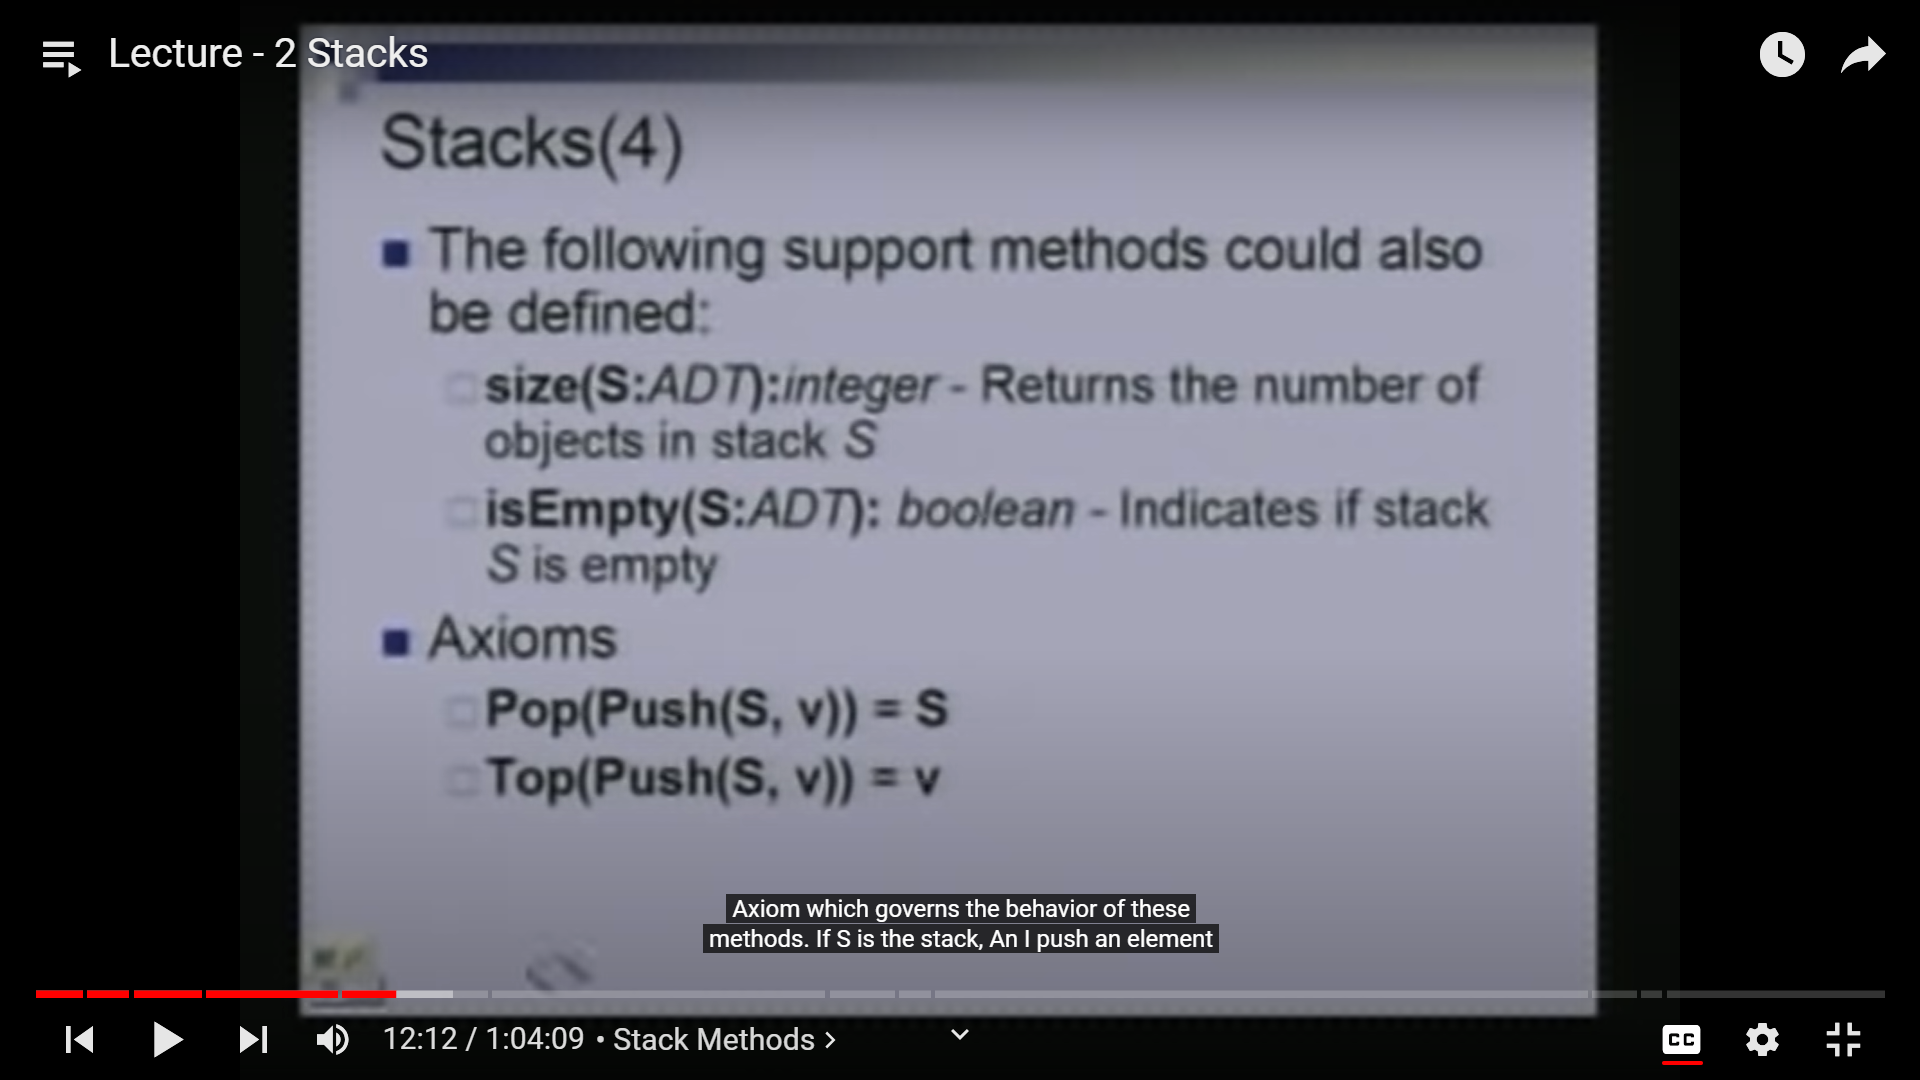 Lecture - 2 Stacks
Stacks(4)
The following support methods could also
be defined:
size(S:ADT):integer - Returns the number of
objects in stack S
isEmpty(S:ADT): boolean - Indicates if stack
S is empty
Axioms
Pop(Push(S, v)) = S
Top(Push(S, v)) = v
Axiom which governs the behavior of these
methods. If S is the stack, An I push an element
12:12 / 1:04:09 • Stack Methods >
CC